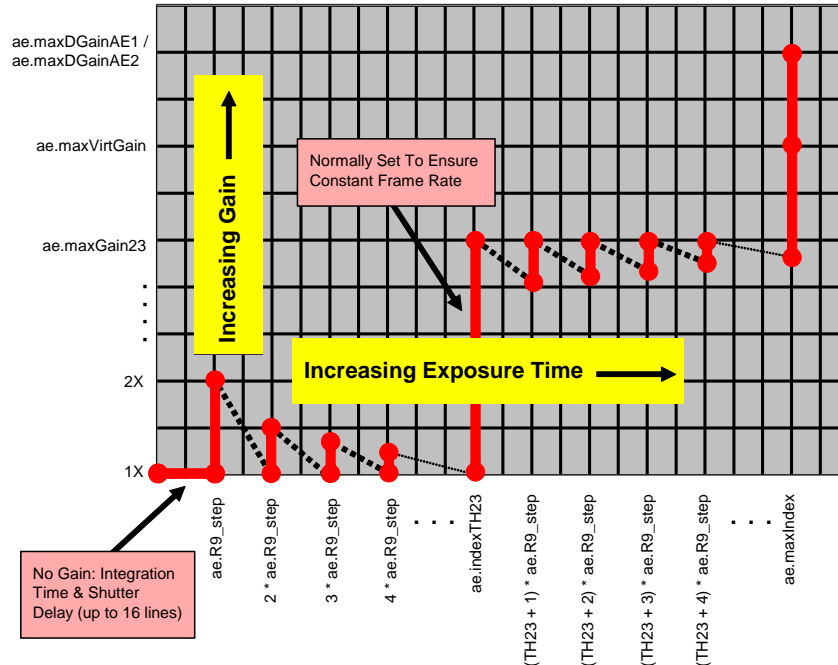 ae.maxDGainAE1 /
ae.maxDGainAE2
ae.maxVirtGain
ae.maxGain23
. . . .
2X
1X
Increasing Gain
Normally Set To Ensure
Constant Frame Rate
Increasing Exposure Time
No Gain: Integration
Time & Shutter
Delay (up to 16 lines)
ae.R9_step
2 * ae.R9_step
3 * ae.R9_step
4 * ae.R9_step
. . .
ae.indexTH23
(TH23 + 1) * ae.R9_step
(TH23 + 2) * ae.R9_step
(TH23 + 3) * ae.R9_step
(TH23 + 4) * ae.R9_step
. . .
ae.maxIndex